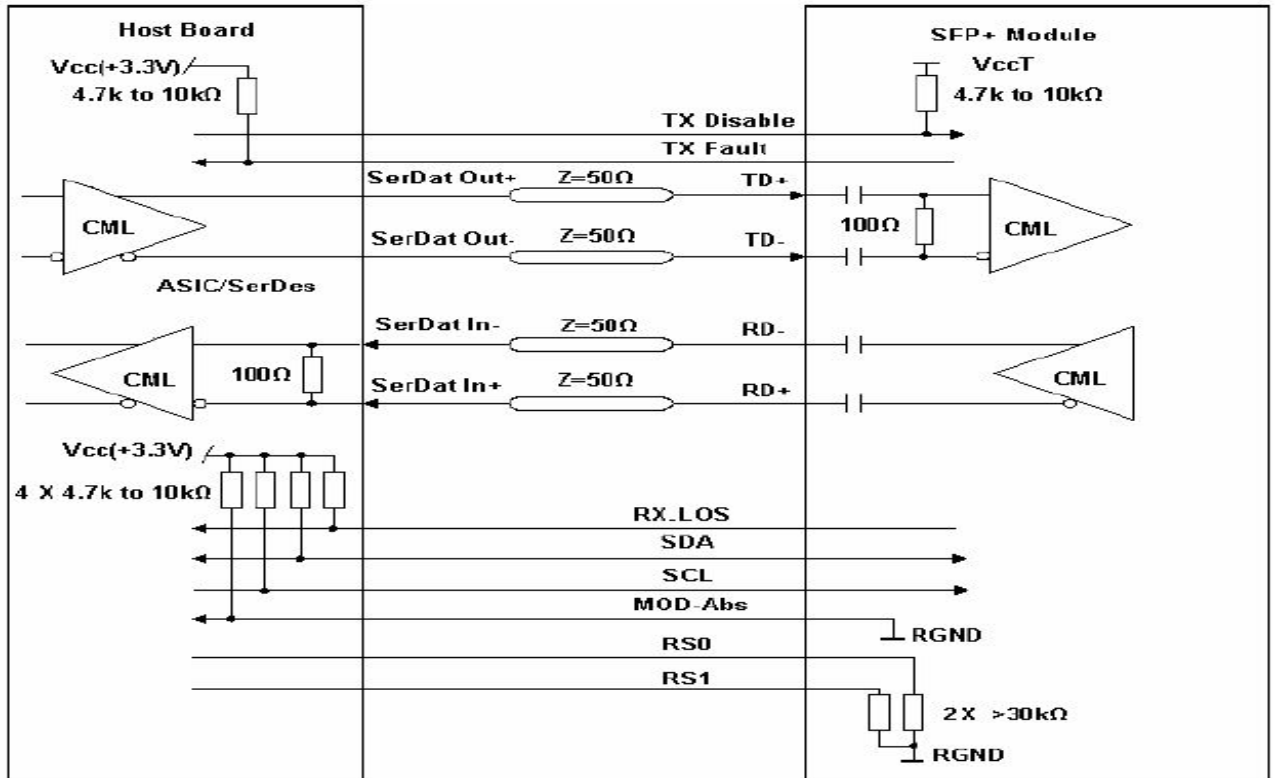 Host Board
SFP+ Module
Vcc(+3.3V)
4.7k to 10kΩ
VccT
4.7k to 10kΩ
TX Disable
TX Fault
SerDat Out+
Z=50Ω
TD+
CML
100Ω
CML
SerDat Out-
Z=50Ω
TD-
ASIC/SerDes
SerDat In-
Z=50Ω
RD-
CML
100Ω
SerDat In+
Z=50Ω
RD+
CML
Vcc(+3.3V)
4 X 4.7k to 10kΩ
RX_LOS
SDA
SCL
MOD-Abs
RGND
RS0
RS1
2X >30kΩ
RGND